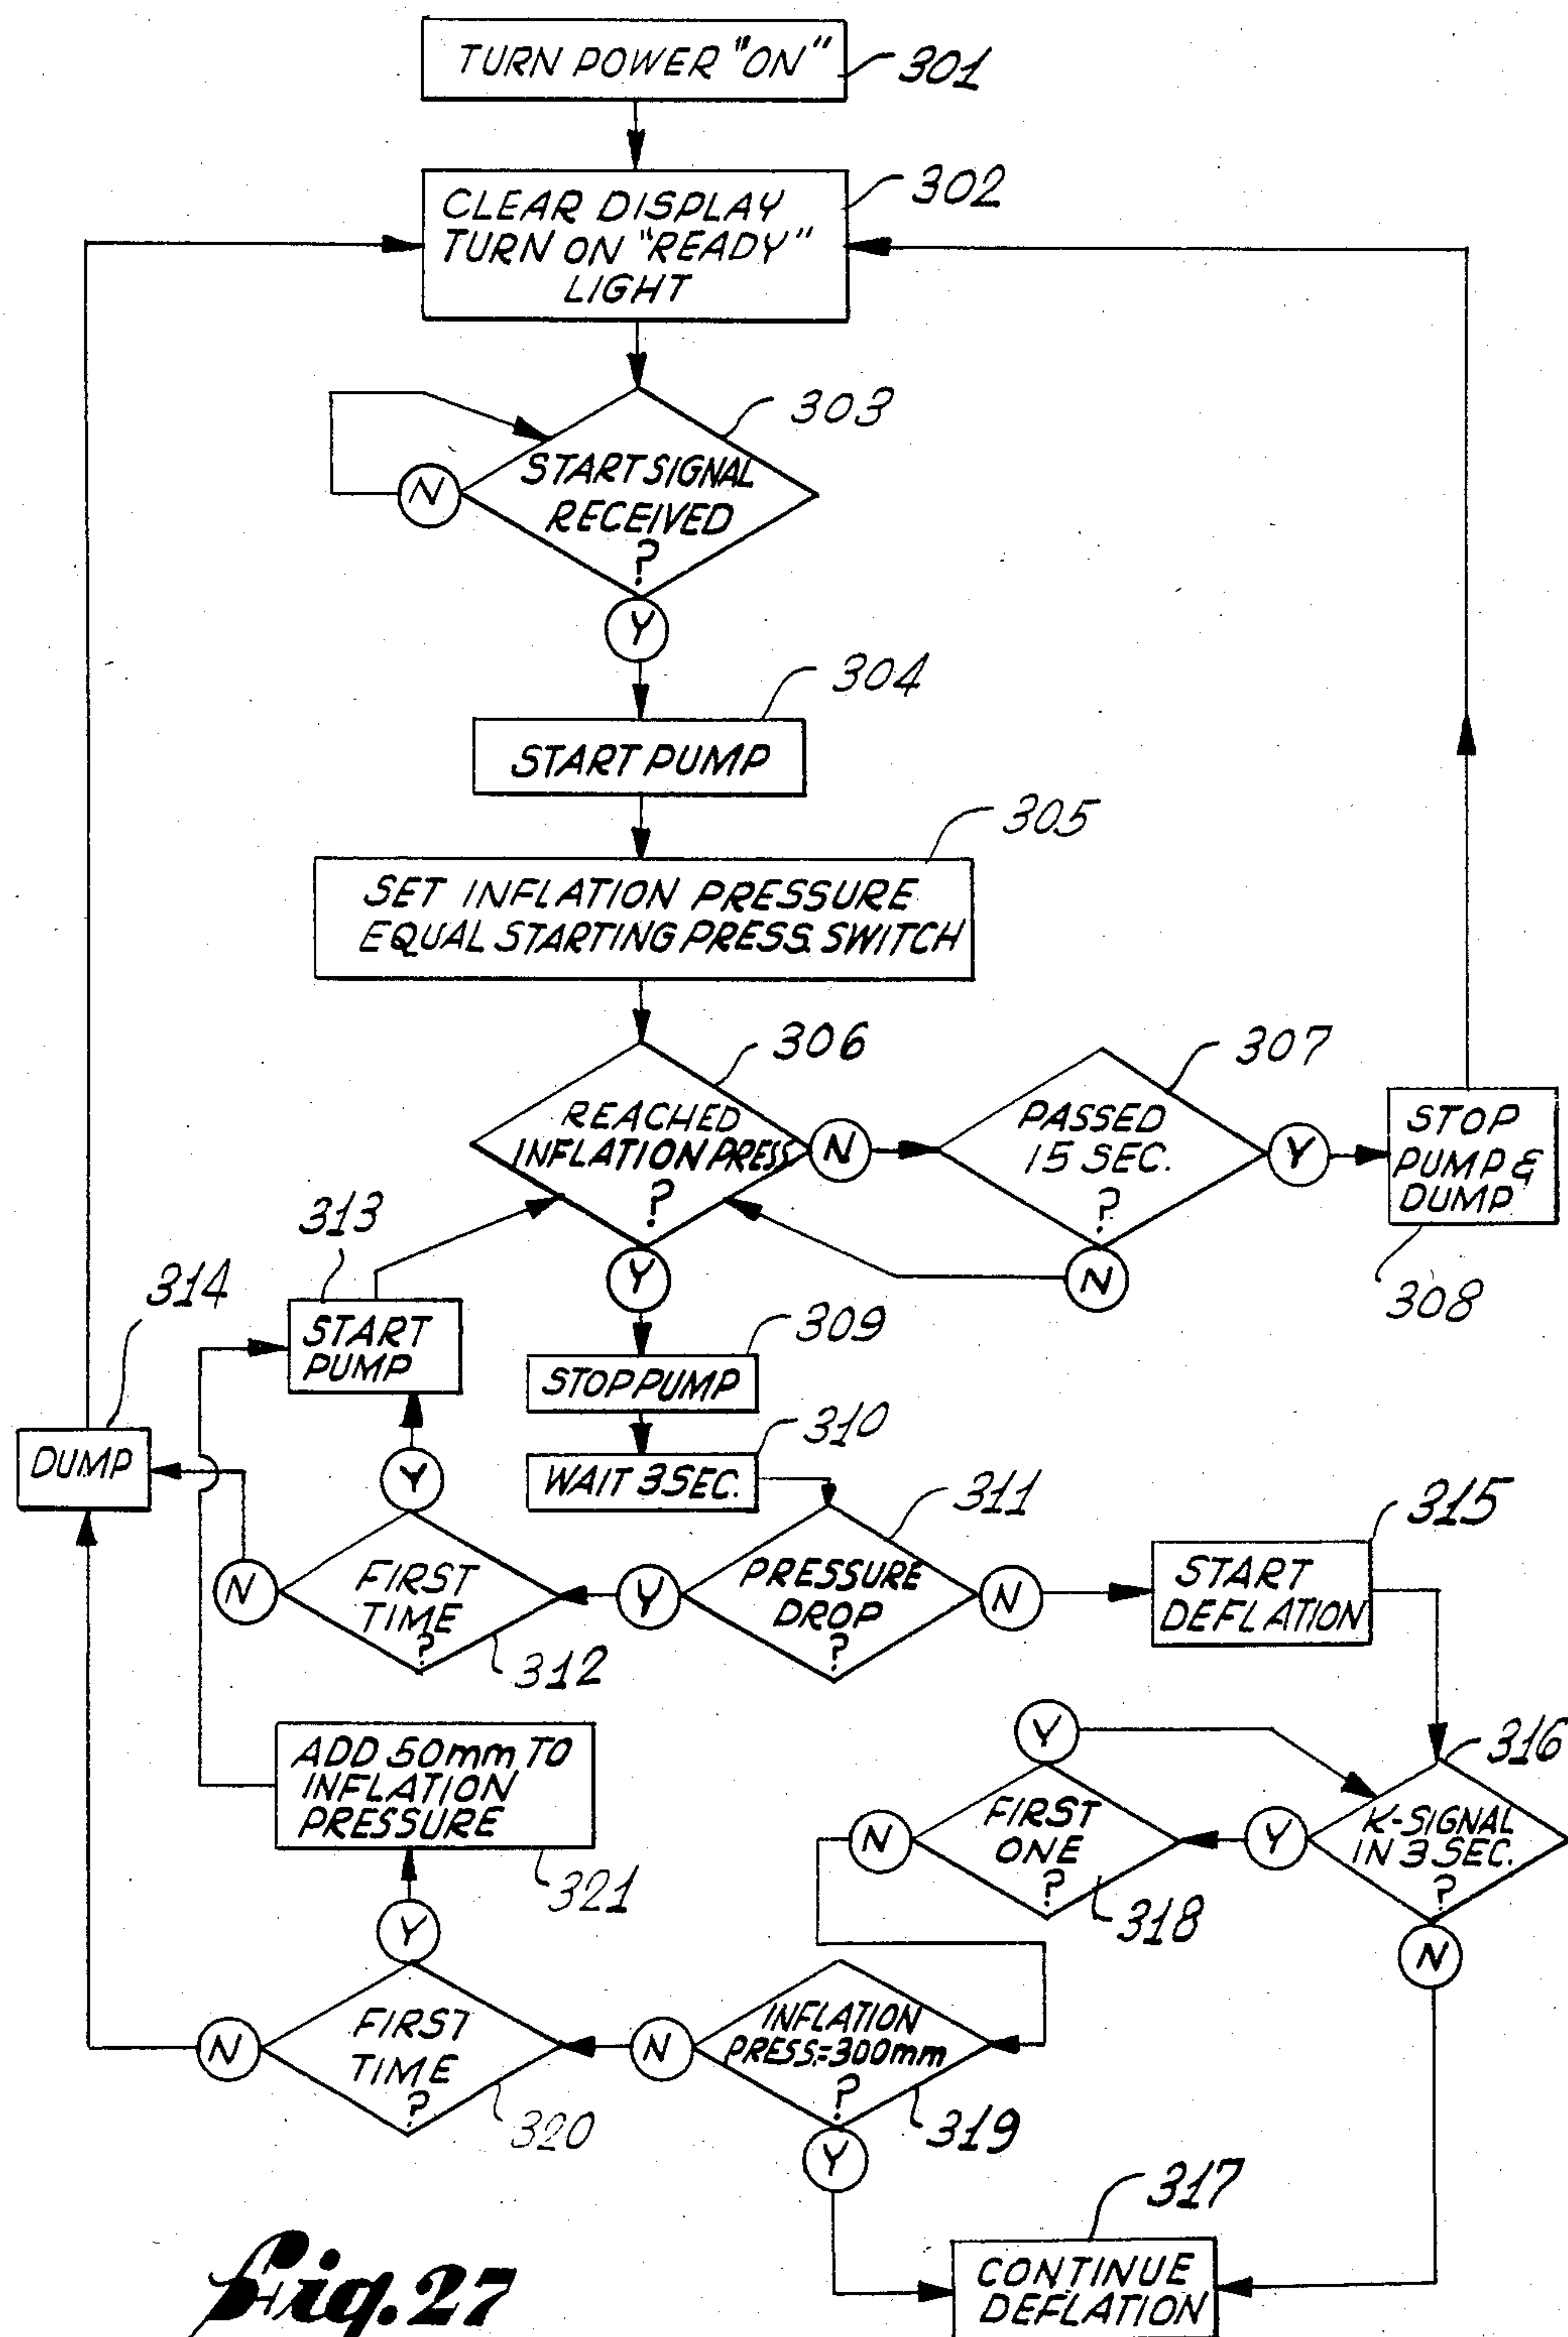 TURN POWER "ON"
301
CLEAR DISPLAY
TURN ON "READY"
LIGHT
302
START SIGNAL
RECEIVED
?
303
N
Y
START PUMP
304
SET INFLATION PRESSURE
EQUAL STARTING PRESS. SWITCH
305
REACHED
INFLATION PRESS
?
306
N
Y
PASSED
15 SEC.
?
307
Y
N
STOP
PUMP &
DUMP
308
START
PUMP
313
STOP PUMP
309
WAIT 3 SEC.
310
DUMP
314
Y
FIRST
TIME
?
312
N
Y
PRESSURE
DROP
?
311
N
START
DEFLATION
315
ADD 50mm TO
INFLATION
PRESSURE
321
Y
FIRST
ONE
?
318
N
Y
K-SIGNAL
IN 3 SEC.
?
316
N
Y
FIRST
TIME
?
320
N
N
INFLATION
PRESS.=300mm
?
319
Y
CONTINUE
DEFLATION
317
Fig. 27